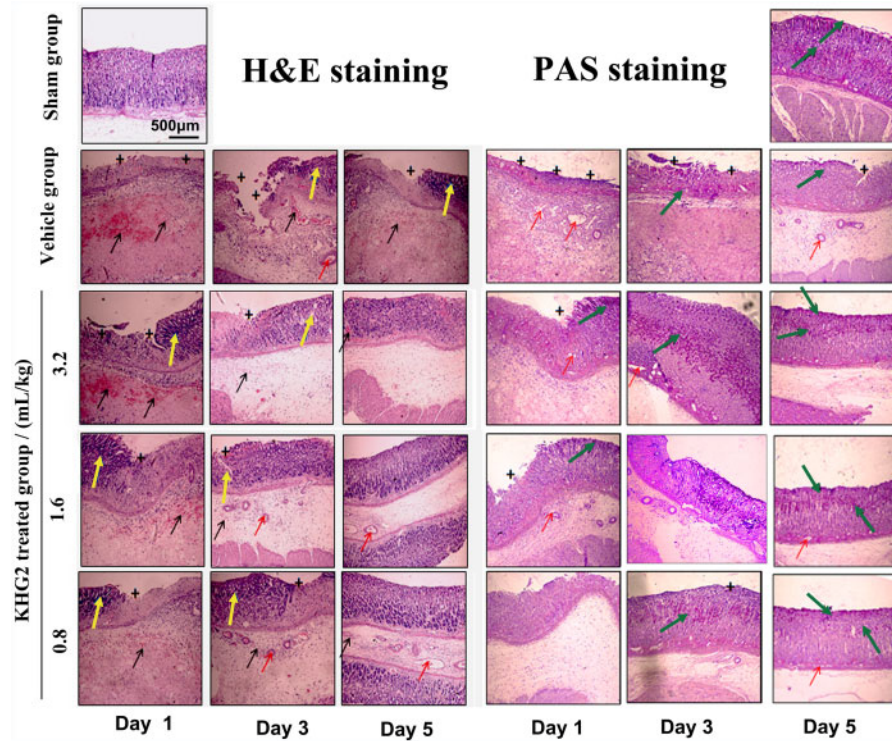 Sham group
H&E staining
PAS staining
500μm
Vehicle group
KHG2 treated group / (mL/kg)
3.2
1.6
0.8
Day 1
Day 3
Day 5
Day 1
Day 3
Day 5